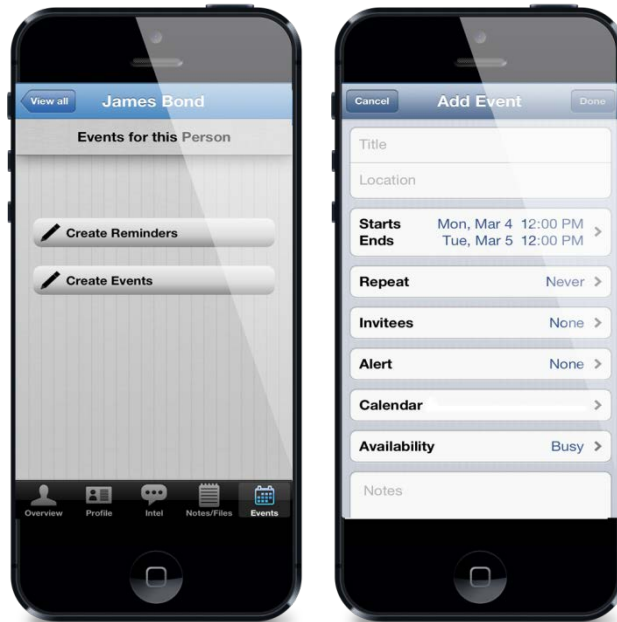 View all
James Bond
Events for this Person
Create Reminders
Create Events
Overview
Profile
Intel
Notes/Files
Events
Cancel
Add Event
Done
Title
Location
Starts Mon, Mar 4 12:00 PM
Ends Tue, Mar 5 12:00 PM
Repeat Never
Invitees None
Alert None
Calendar
Availability Busy
Notes